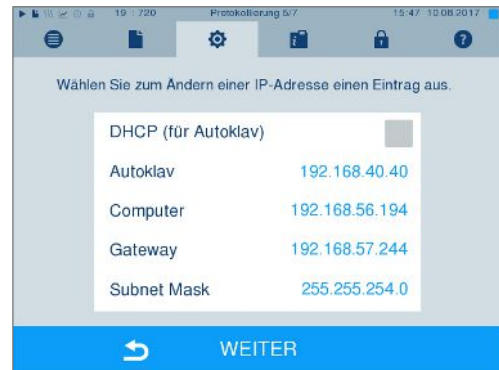 19 : 720 Protokollierung 5/7 15:47 10.08.2017
Wählen Sie zum Ändern einer IP-Adresse einen Eintrag aus.
DHCP (für Autoklav)
Autoklav 192.168.40.40
Computer 192.168.56.194
Gateway 192.168.57.244
Subnet Mask 255.255.254.0
WEITER